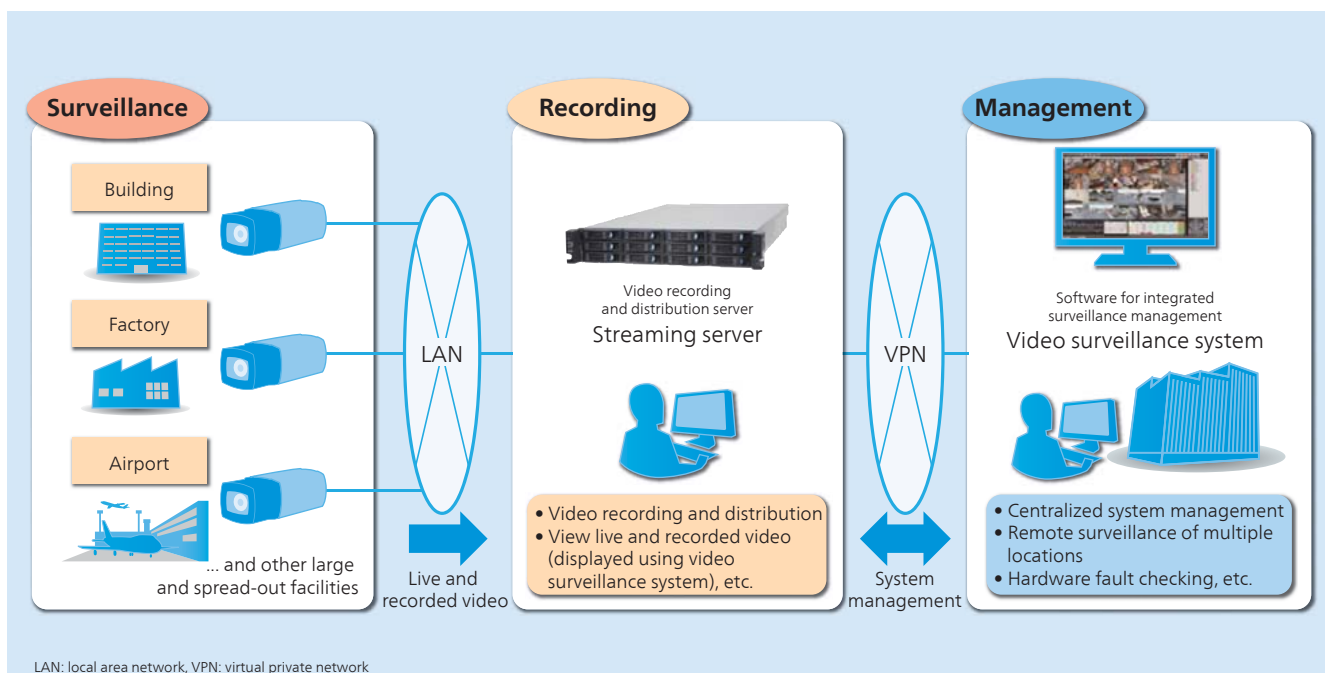 Surveillance
Building
Factory
Airport
... and other large
and spread-out facilities
LAN
Live and
recorded video
Recording
Video recording
and distribution server
Streaming server
• Video recording and distribution
• View live and recorded video
(displayed using video
surveillance system), etc.
VPN
System
management
Management
Software for integrated
surveillance management
Video surveillance system
• Centralized system management
• Remote surveillance of multiple
locations
• Hardware fault checking, etc.
LAN: local area network, VPN: virtual private network